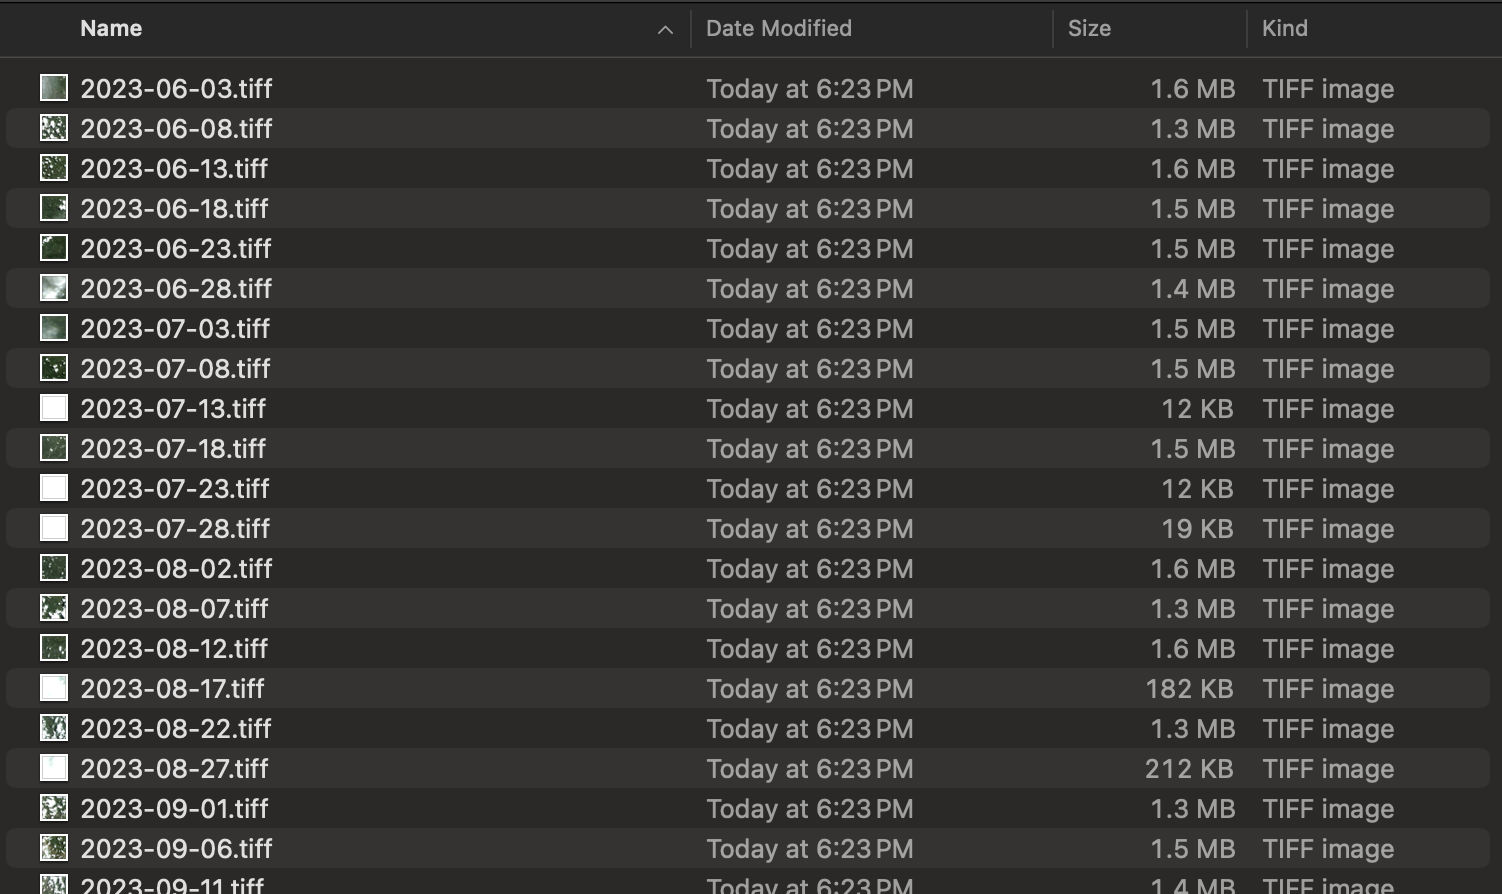 Name Date Modified Size Kind
2023-06-03.tiff Today at 6:23 PM 1.6 MB TIFF image
2023-06-08.tiff Today at 6:23 PM 1.3 MB TIFF image
2023-06-13.tiff Today at 6:23 PM 1.6 MB TIFF image
2023-06-18.tiff Today at 6:23 PM 1.5 MB TIFF image
2023-06-23.tiff Today at 6:23 PM 1.5 MB TIFF image
2023-06-28.tiff Today at 6:23 PM 1.4 MB TIFF image
2023-07-03.tiff Today at 6:23 PM 1.5 MB TIFF image
2023-07-08.tiff Today at 6:23 PM 1.5 MB TIFF image
2023-07-13.tiff Today at 6:23 PM 12 KB TIFF image
2023-07-18.tiff Today at 6:23 PM 1.5 MB TIFF image
2023-07-23.tiff Today at 6:23 PM 12 KB TIFF image
2023-07-28.tiff Today at 6:23 PM 19 KB TIFF image
2023-08-02.tiff Today at 6:23 PM 1.6 MB TIFF image
2023-08-07.tiff Today at 6:23 PM 1.3 MB TIFF image
2023-08-12.tiff Today at 6:23 PM 1.6 MB TIFF image
2023-08-17.tiff Today at 6:23 PM 182 KB TIFF image
2023-08-22.tiff Today at 6:23 PM 1.3 MB TIFF image
2023-08-27.tiff Today at 6:23 PM 212 KB TIFF image
2023-09-01.tiff Today at 6:23 PM 1.3 MB TIFF image
2023-09-06.tiff Today at 6:23 PM 1.5 MB TIFF image
2023-09-11.tiff Today at 6:23 PM 1.4 MB TIFF image